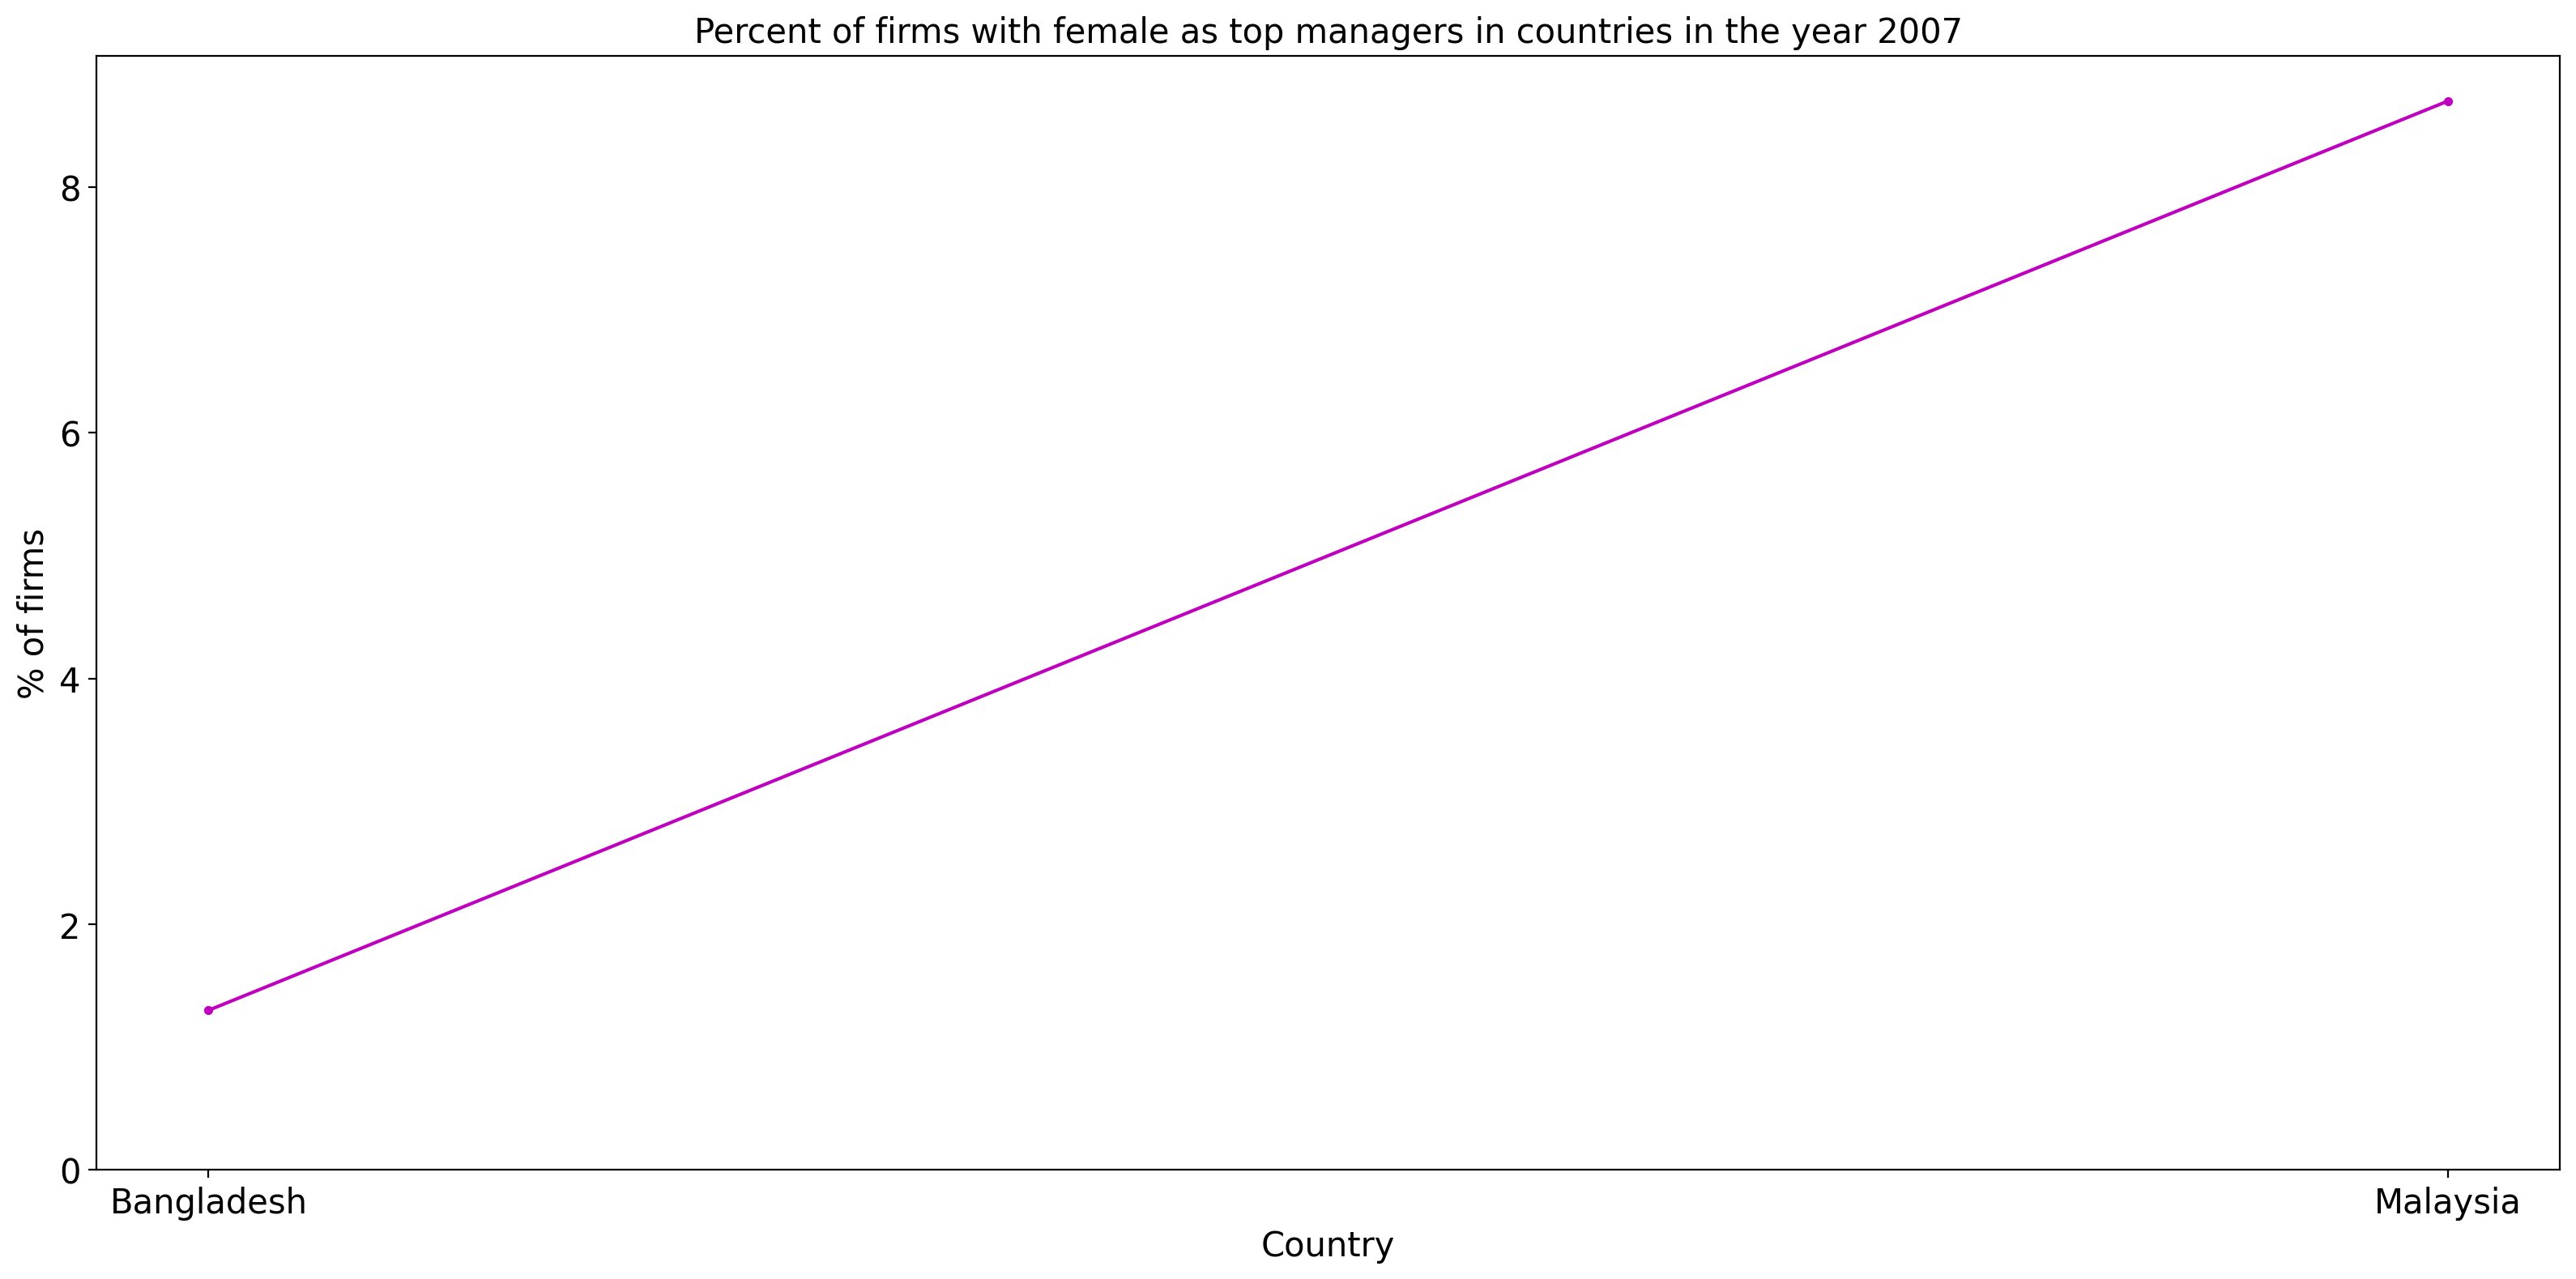 Percent of firms with female as top managers in countries in the year 2007
8
6
4
2
0
% of firms
Bangladesh
Malaysia
Country